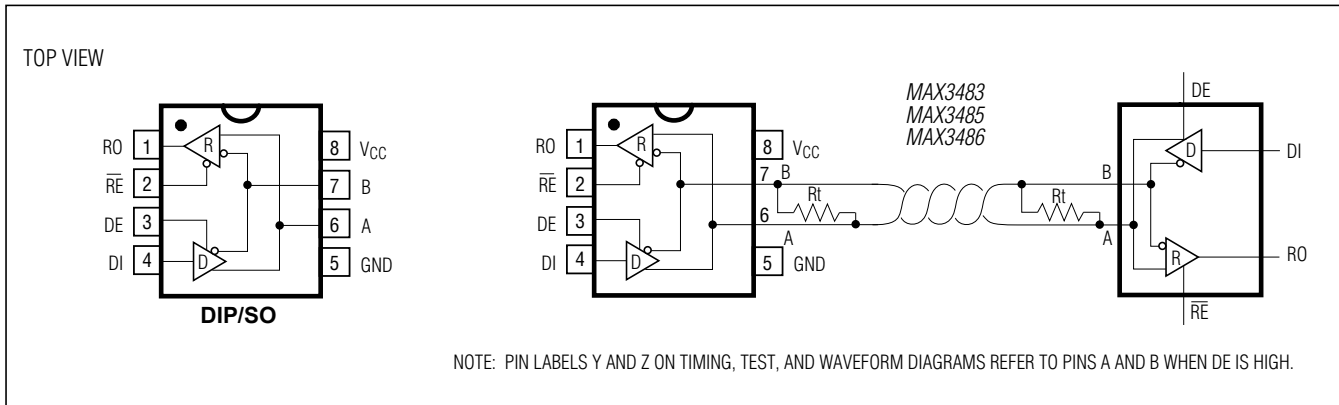 TOP VIEW
RO 1
RE 2
DE 3
DI 4
8 VCC
7 B
6 A
5 GND
R
D
DIP/SO
RO 1
RE 2
DE 3
DI 4
8 VCC
7 B
6 A
5 GND
R
D
Rt
MAX3483
MAX3485
MAX3486
Rt
B
A
DE
D
DI
R
RO
RE
NOTE: PIN LABELS Y AND Z ON TIMING, TEST, AND WAVEFORM DIAGRAMS REFER TO PINS A AND B WHEN DE IS HIGH.